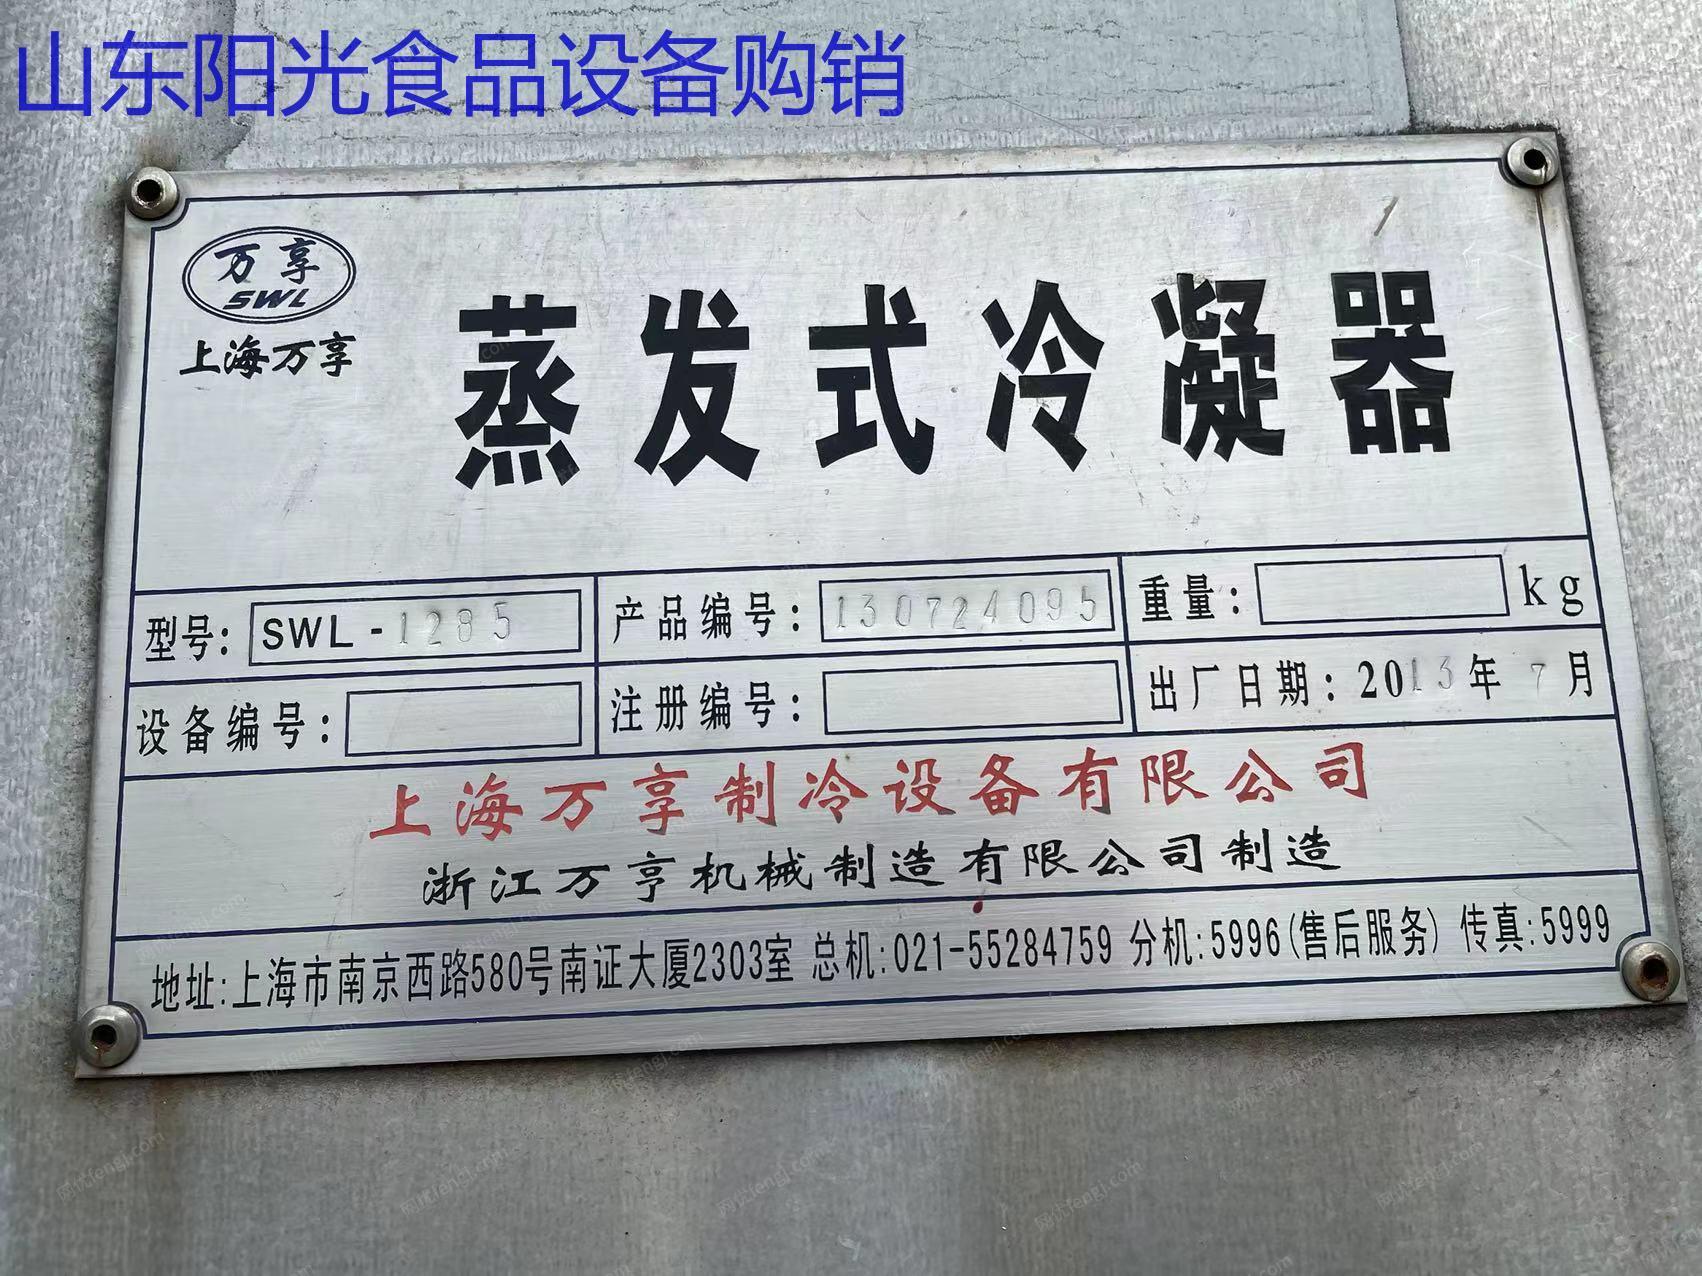 山东阳光食品设备购销
万享
SWL
上海万享
蒸发式冷凝器
型号: SWL-1285 产品编号: 130724095 重量: kg
设备编号: 注册编号: 出厂日期: 2013年 7月
上海万享制冷设备有限公司
浙江万亨机械制造有限公司制造
地址:上海市南京西路580号南证大厦2303室 总机:021-55284759 分机:5996(售后服务) 传真:5999